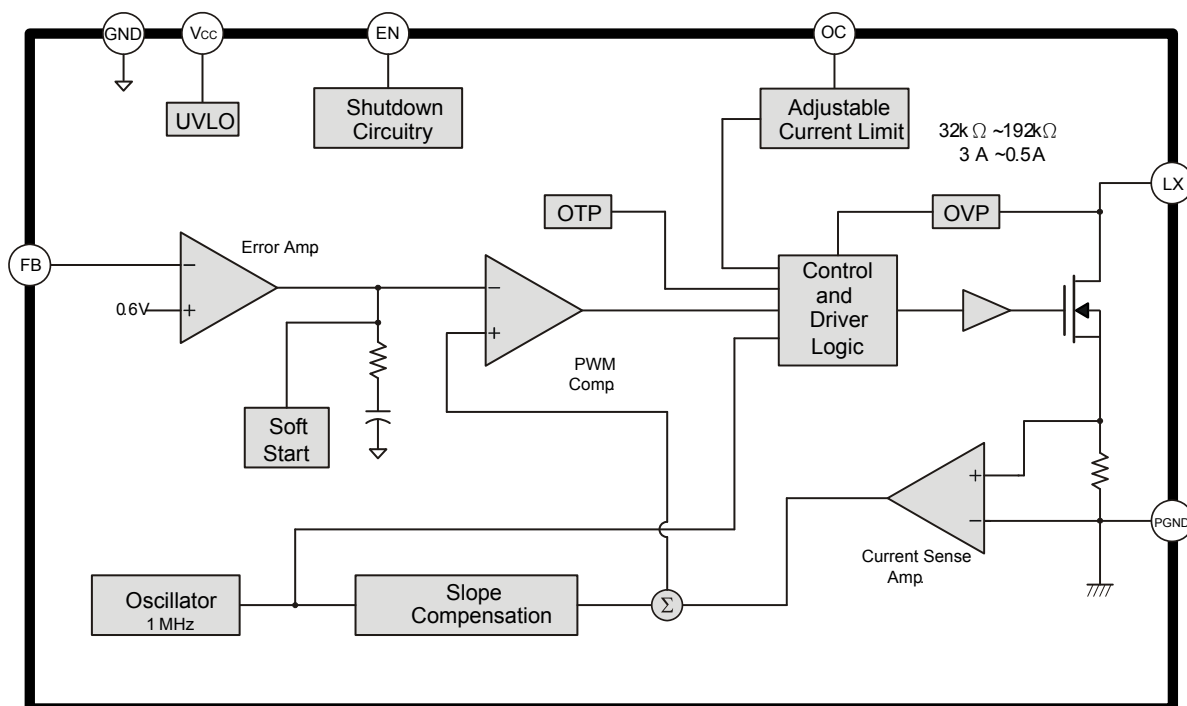 GND
VCC
EN
OC
UVLO
Shutdown
Circuitry
Adjustable
Current Limit
32kΩ ~192kΩ
3 A ~0.5A
LX
OTP
OVP
FB
Error Amp.
−
+
0.6V
−
+
PWM
Comp.
Control
and
Driver
Logic
Soft
Start
+
−
Current Sense
Amp.
PGND
Oscillator
1 MHz
Slope
Compensation
Σ